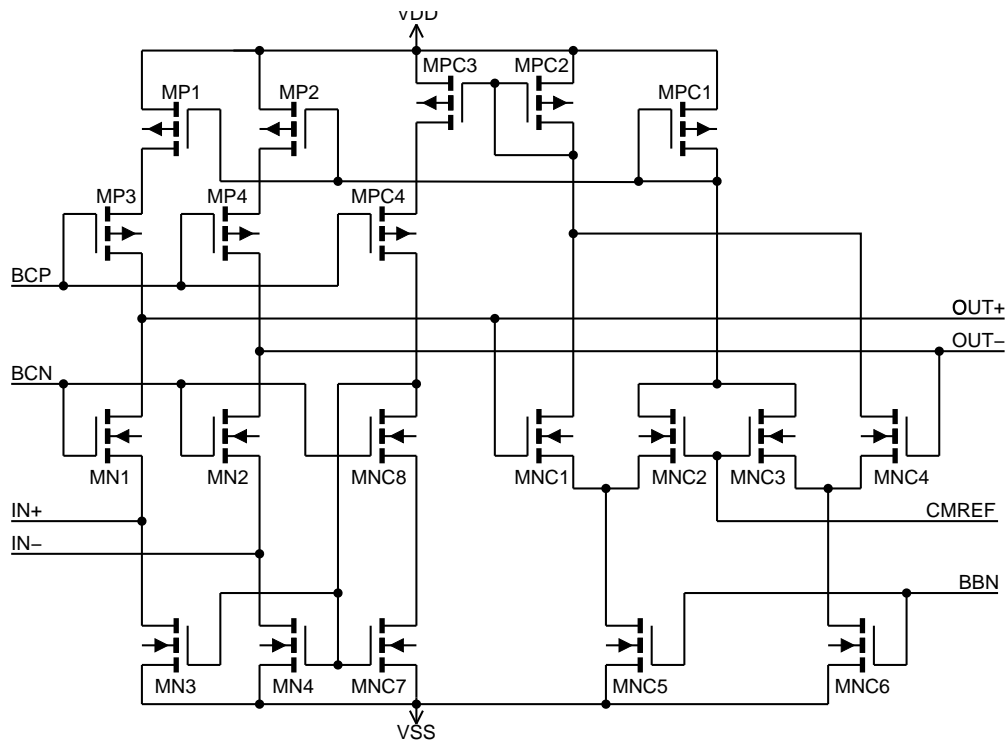 VDD
MPC3 MPC2
MP1 MP2 MPC1
MP3 MP4 MPC4
BCP
OUT+
OUT−
BCN
MN1 MN2 MNC8 MNC1 MNC2 MNC3 MNC4
IN+ CMREF
IN−
BBN
MN3 MN4 MNC7 MNC5 MNC6
VSS